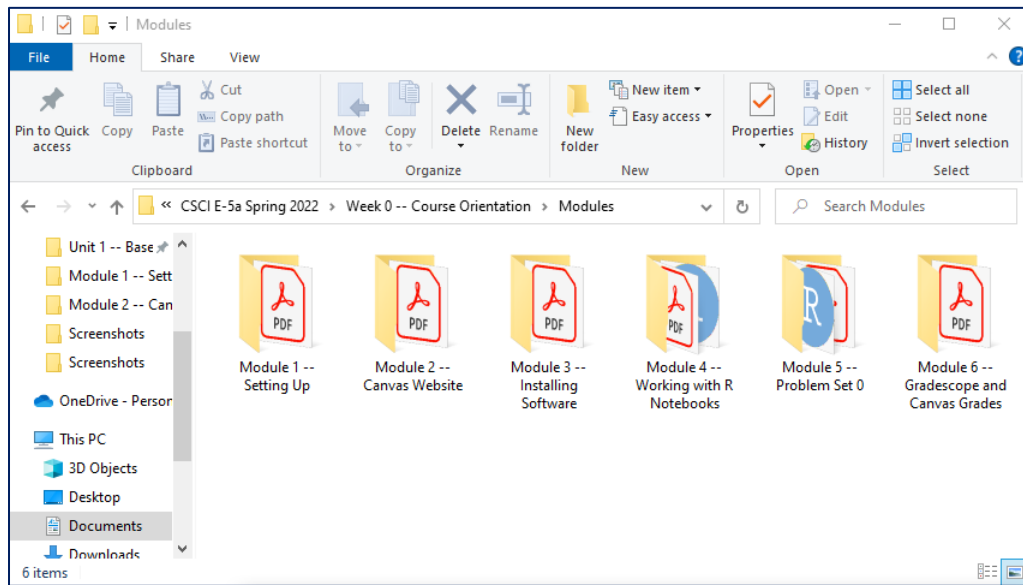 Modules
File Home Share View
Pin to Quick access
Copy
Paste
Cut
Copy path
Paste shortcut
Clipboard
Move to
Copy to
Delete
Rename
Organize
New folder
New item
Easy access
New
Properties
Open
Edit
History
Open
Select all
Select none
Invert selection
Select
« CSCI E-5a Spring 2022 > Week 0 -- Course Orientation > Modules
Search Modules
Unit 1 -- Base
Module 1 -- Sett
Module 2 -- Can
Screenshots
Screenshots
OneDrive - Person
This PC
3D Objects
Desktop
Documents
Downloads
PDF
Module 1 --
Setting Up
PDF
Module 2 --
Canvas Website
PDF
Module 3 --
Installing
Software
PDF
Module 4 --
Working with R
Notebooks
R
Module 5 --
Problem Set 0
PDF
Module 6 --
Gradescope and
Canvas Grades
6 items